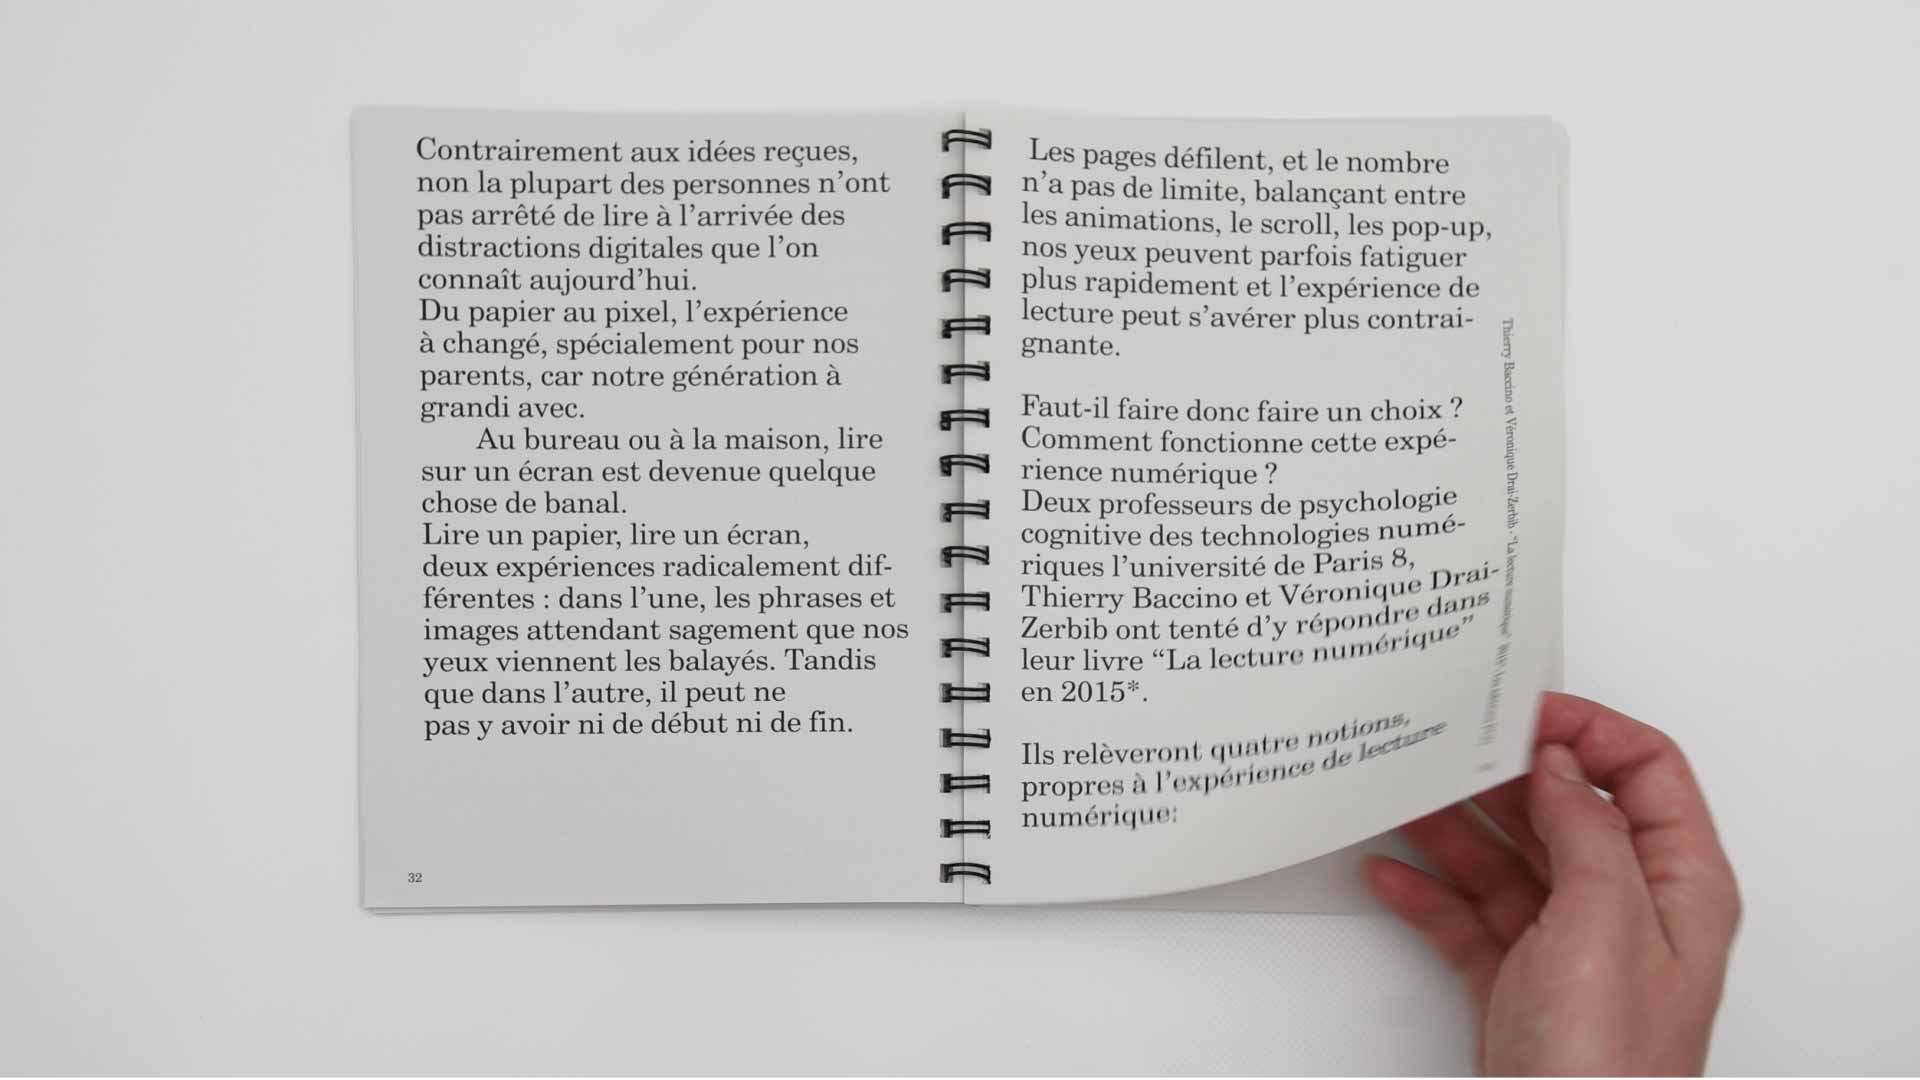 Contrairement aux idées reçues,
non la plupart des personnes n’ont
pas arrêté de lire à l’arrivée des
distractions digitales que l’on
connaît aujourd’hui.
Du papier au pixel, l’expérience
à changé, spécialement pour nos
parents, car notre génération à
grandi avec.
Au bureau ou à la maison, lire
sur un écran est devenue quelque
chose de banal.
Lire un papier, lire un écran,
deux expériences radicalement dif-
férentes : dans l’une, les phrases et
images attendant sagement que nos
yeux viennent les balayés. Tandis
que dans l’autre, il peut ne
pas y avoir ni de début ni de fin.
32
Les pages défilent, et le nombre
n’a pas de limite, balançant entre
les animations, le scroll, les pop-up,
nos yeux peuvent parfois fatiguer
plus rapidement et l’expérience de
lecture peut s’avérer plus contrai-
gnante.
Faut-il faire donc faire un choix ?
Comment fonctionne cette expé-
rience numérique ?
Deux professeurs de psychologie
cognitive des technologies numé-
riques l’université de Paris 8,
Thierry Baccino et Véronique Drai-
Zerbib ont tenté d’y répondre dans
leur livre “La lecture numérique”
en 2015*.
Ils relèveront quatre notions,
propres à l’expérience de lecture
numérique:
Thierry Baccino et Véronique Drai-Zerbib - “La lecture numérique”